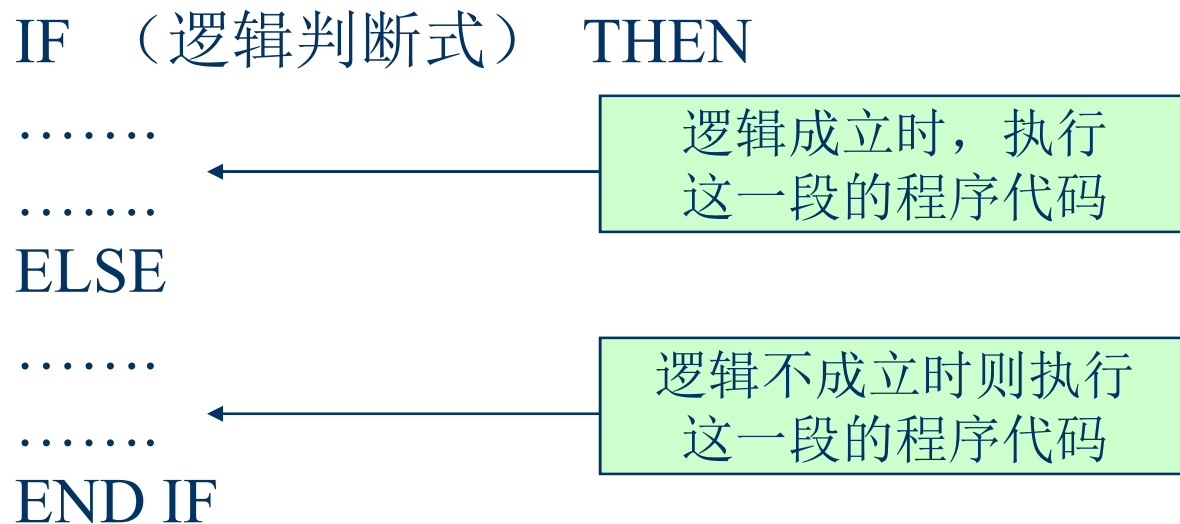 IF （逻辑判断式） THEN
.......
逻辑成立时，执行
这一段的程序代码
.......
ELSE
.......
逻辑不成立时则执行
这一段的程序代码
.......
END IF